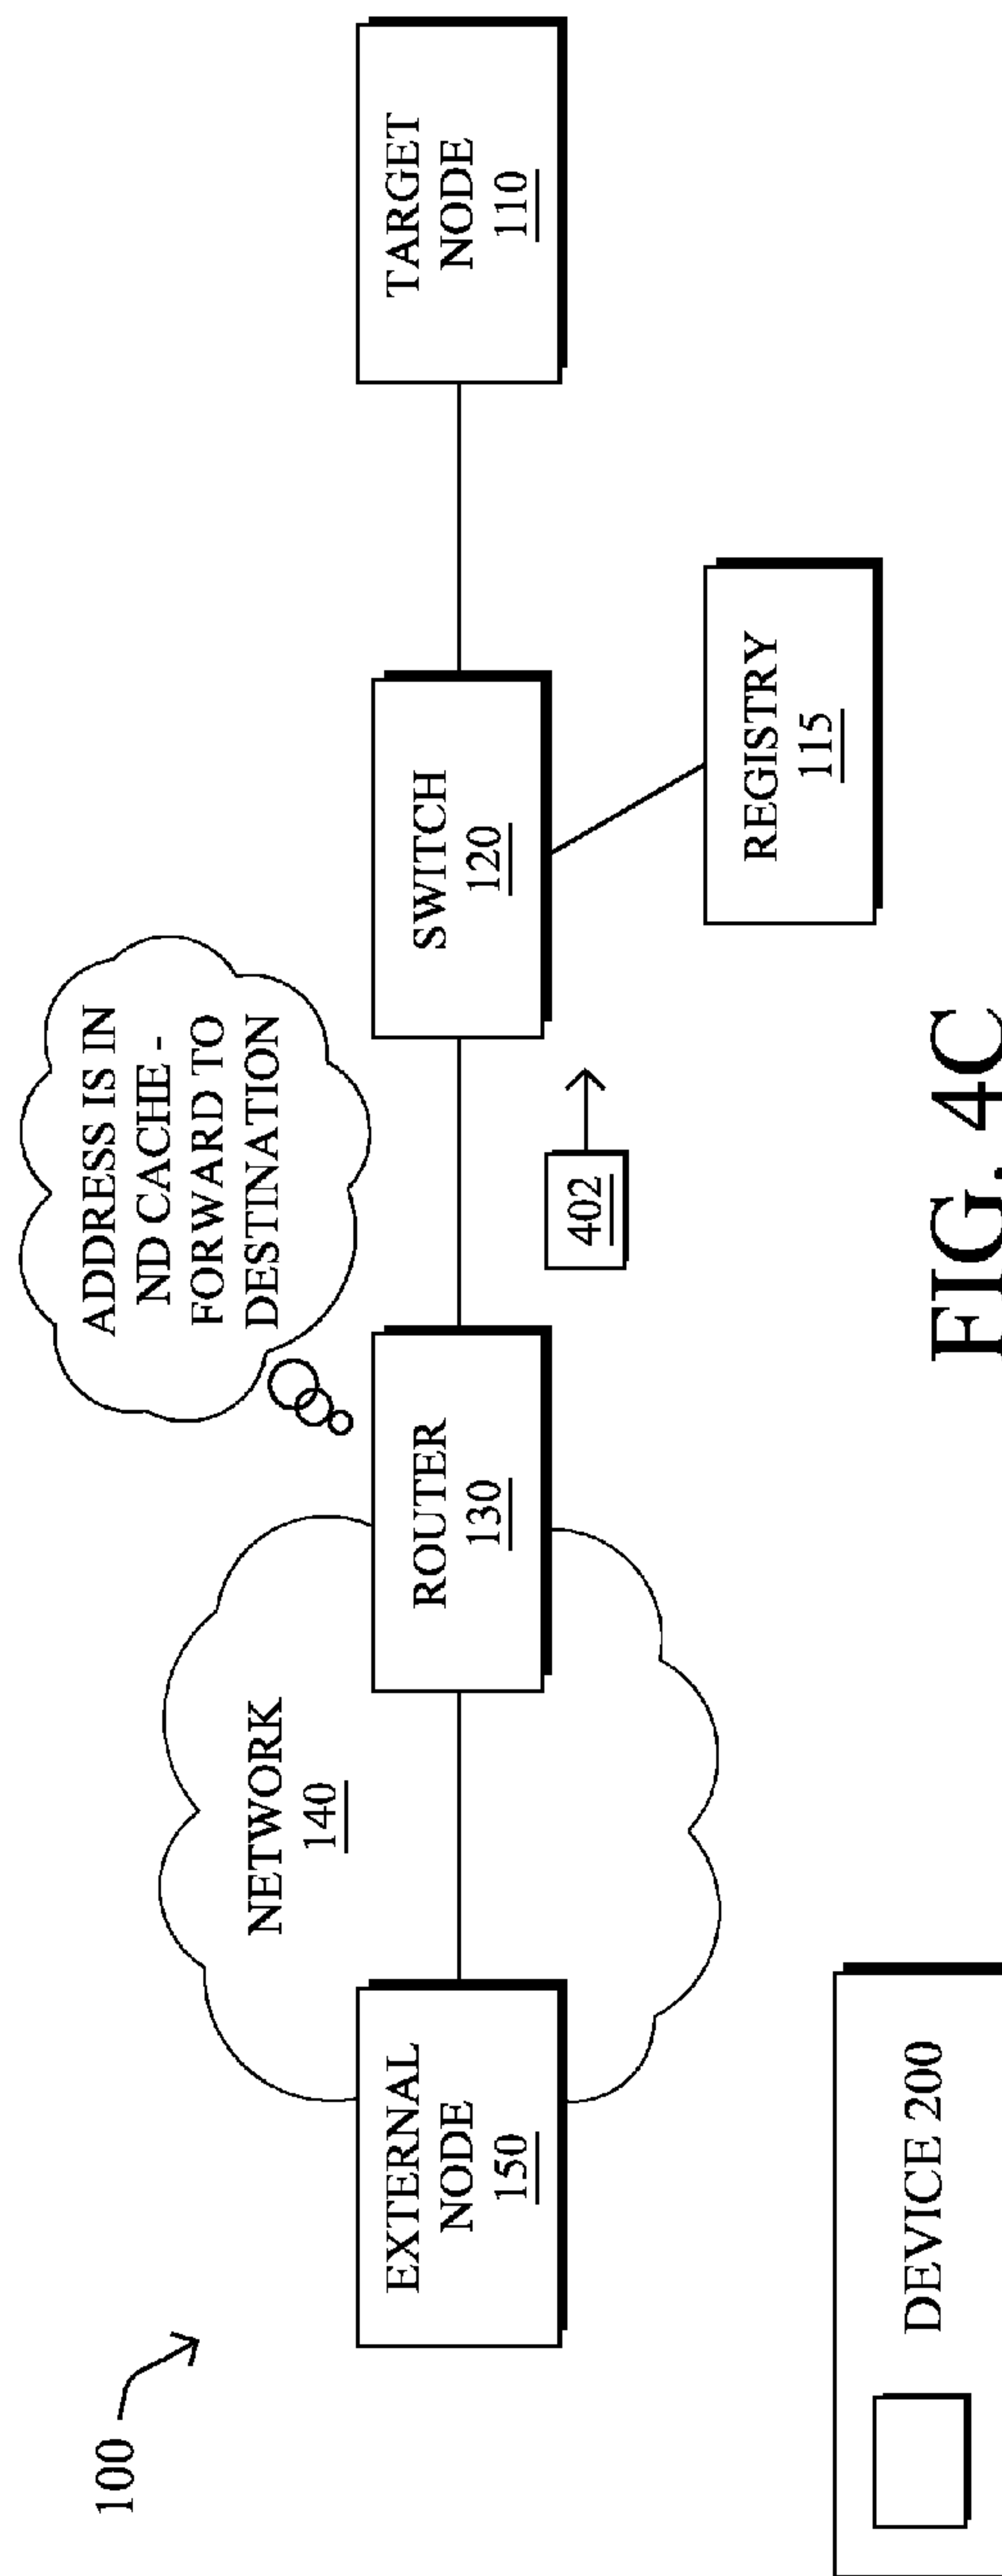 100
EXTERNAL
NODE
150
NETWORK
140
ROUTER
130
ADDRESS IS IN
ND CACHE -
FORWARD TO
DESTINATION
402
SWITCH
120
REGISTRY
115
TARGET
NODE
110
DEVICE 200
FIG. 4C